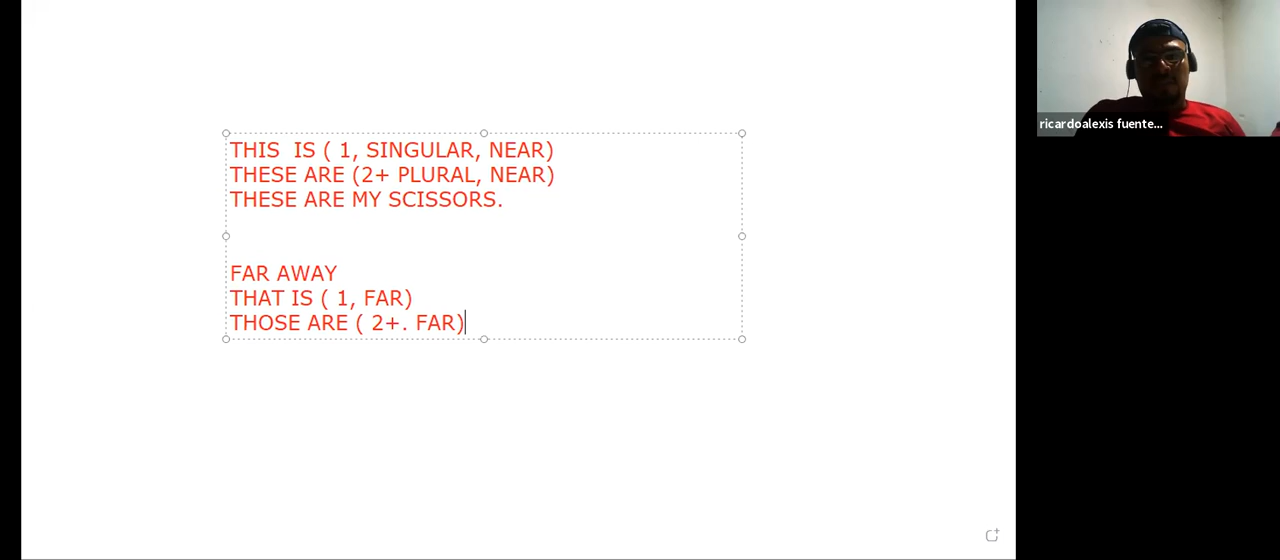 THIS  IS ( 1, SINGULAR, NEAR)
THESE ARE (2+ PLURAL, NEAR)
THESE ARE MY SCISSORS.
FAR AWAY
THAT IS ( 1, FAR)
THOSE ARE ( 2+. FAR)
ricardoalexis fuente...